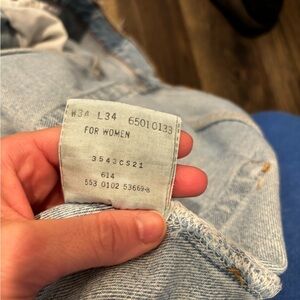 W34 L34 65010133
FOR WOMEN
3543CS21
614
553 0102 53669-B